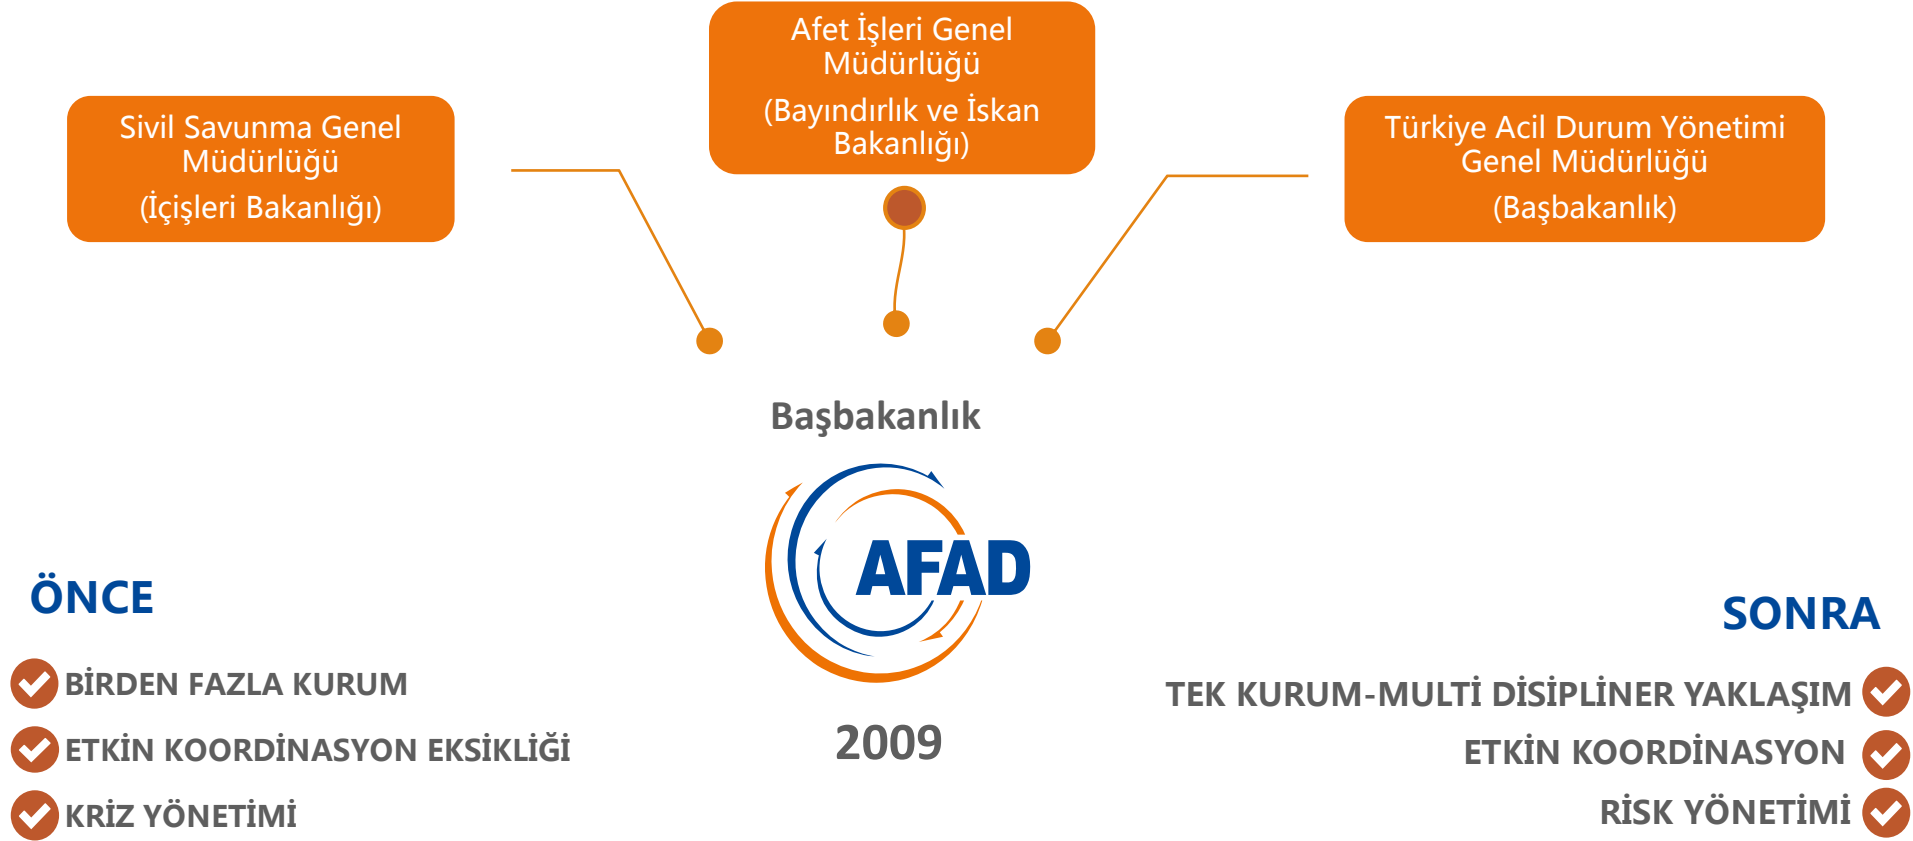 Afet İşleri Genel
Müdürlüğü
(Bayındırlık ve İskan
Bakanlığı)
Sivil Savunma Genel
Müdürlüğü
(İçişleri Bakanlığı)
Türkiye Acil Durum Yönetimi
Genel Müdürlüğü
(Başbakanlık)
Başbakanlık
AFAD
2009
ÖNCE
BİRDEN FAZLA KURUM
ETKİN KOORDİNASYON EKSİKLİĞİ
KRİZ YÖNETİMİ
SONRA
TEK KURUM-MULTİ DİSİPLİNER YAKLAŞIM
ETKİN KOORDİNASYON
RİSK YÖNETİMİ